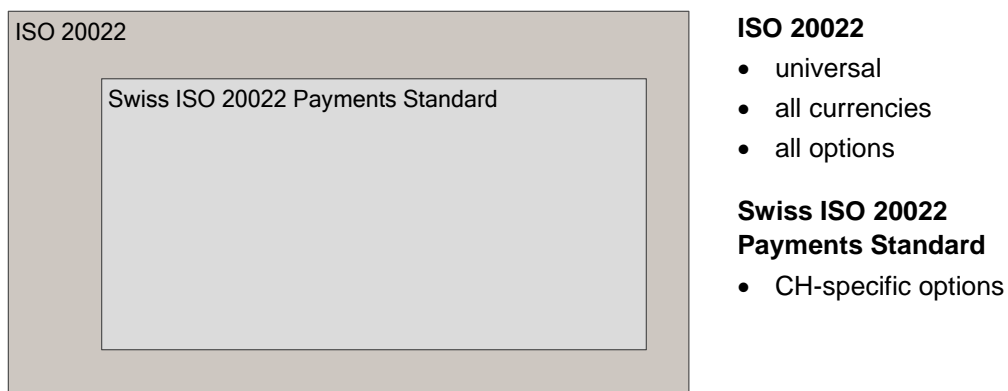 ISO 20022
Swiss ISO 20022 Payments Standard
ISO 20022
• universal
• all currencies
• all options
Swiss ISO 20022
Payments Standard
• CH-specific options